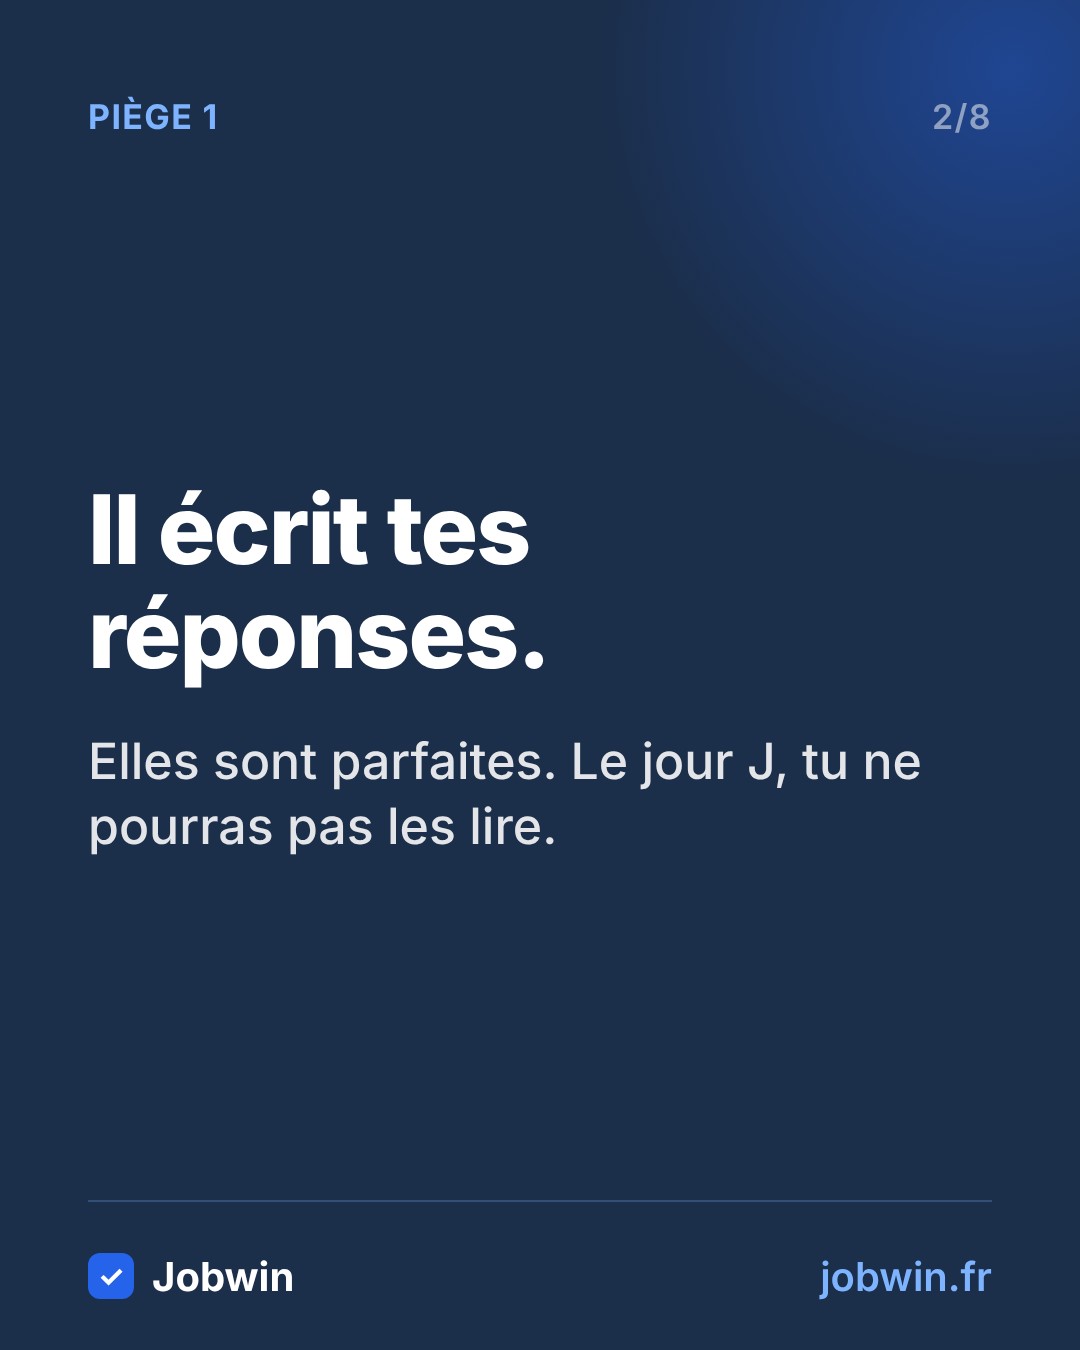 PIÈGE 1
2/8
Il écrit tes
réponses.
Elles sont parfaites. Le jour J, tu ne
pourras pas les lire.
Jobwin
jobwin.fr